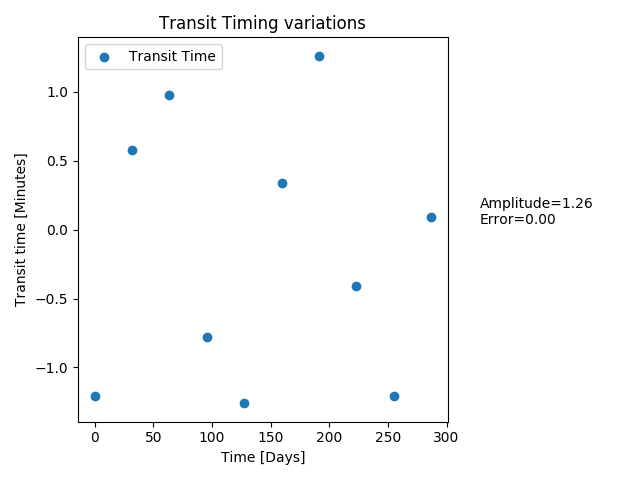 Transit Timing variations
Transit Time
1.0
0.5
0.0
−0.5
−1.0
Transit time [Minutes]
0 50 100 150 200 250 300
Time [Days]
Amplitude=1.26
Error=0.00